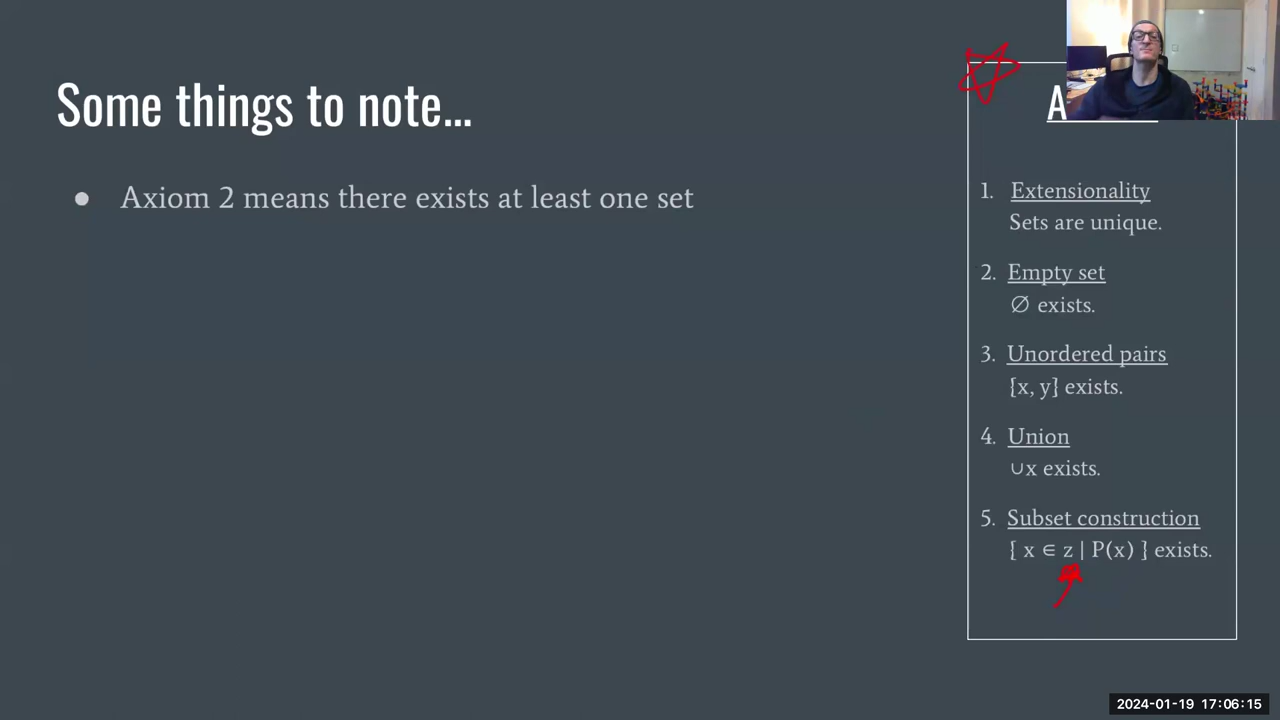 Some things to note...
● Axiom 2 means there exists at least one set
A
1. Extensionality
Sets are unique.
2. Empty set
∅ exists.
3. Unordered pairs
{x, y} exists.
4. Union
∪x exists.
5. Subset construction
{ x ∈ z | P(x) } exists.
2024-01-19 17:06:15